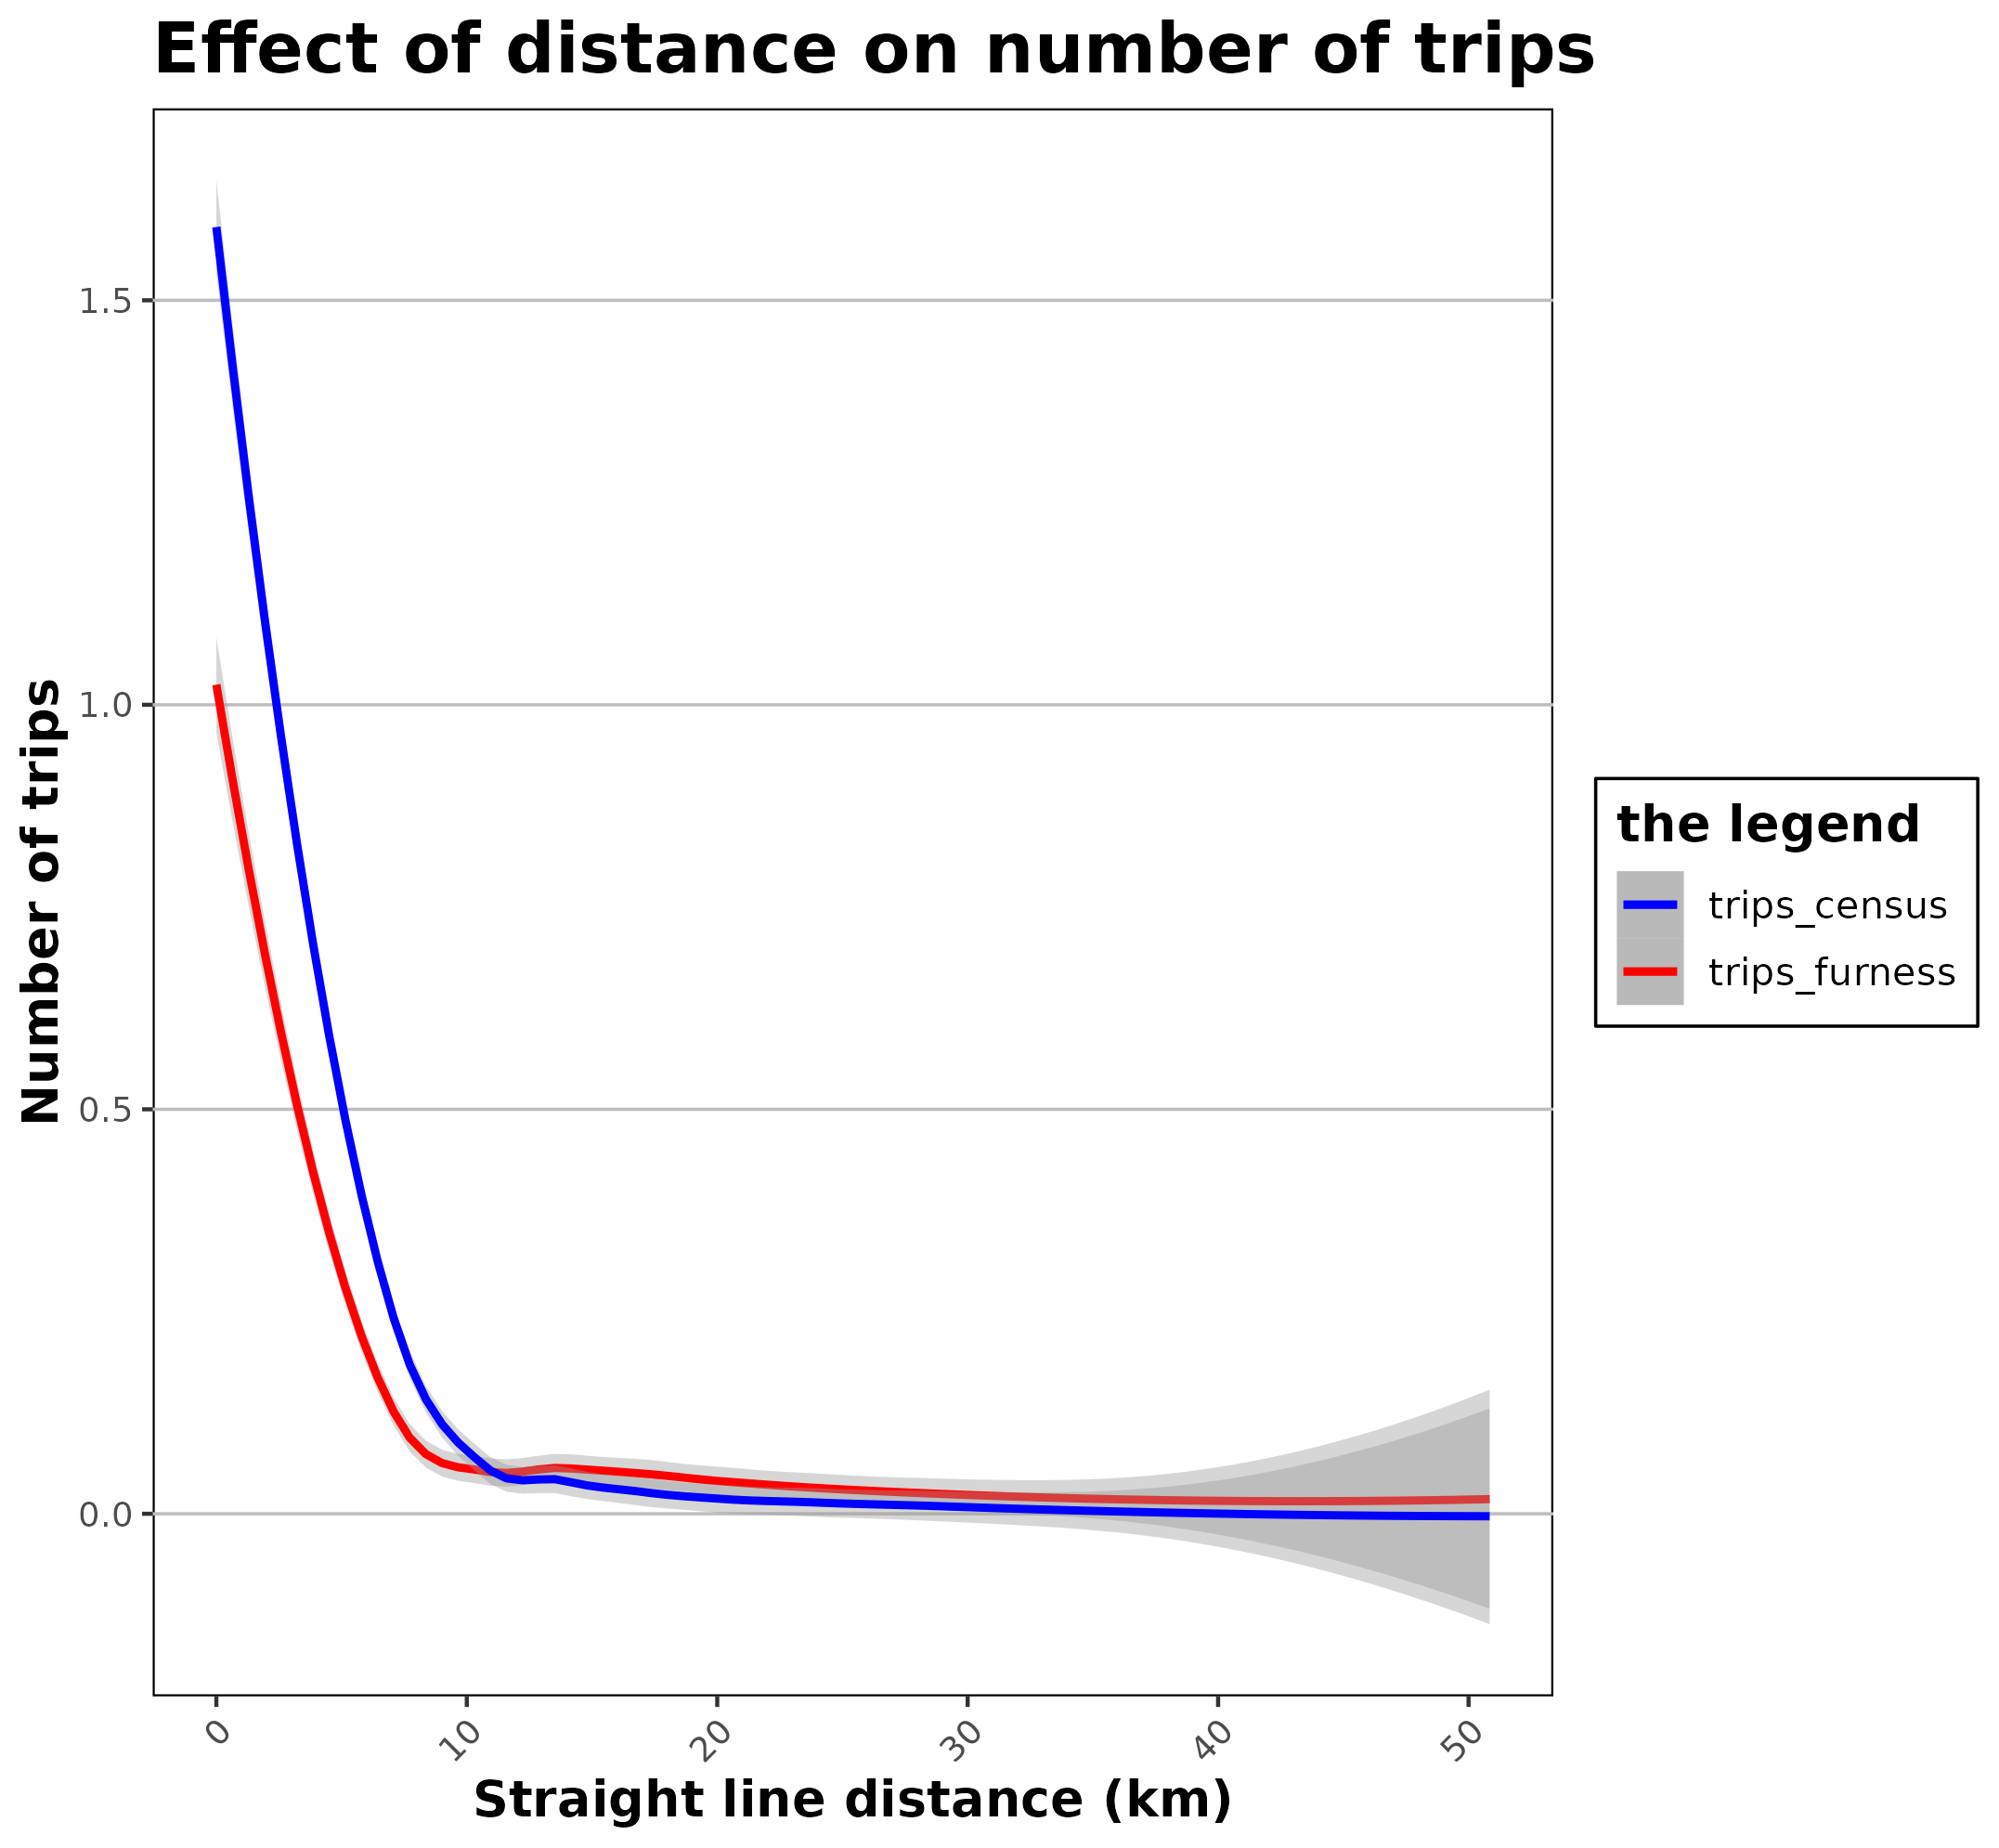 Effect of distance on number of trips
Number of trips
1.5
1.0
0.5
0.0
0
10
20
30
40
50
Straight line distance (km)
the legend
trips_census
trips_furness